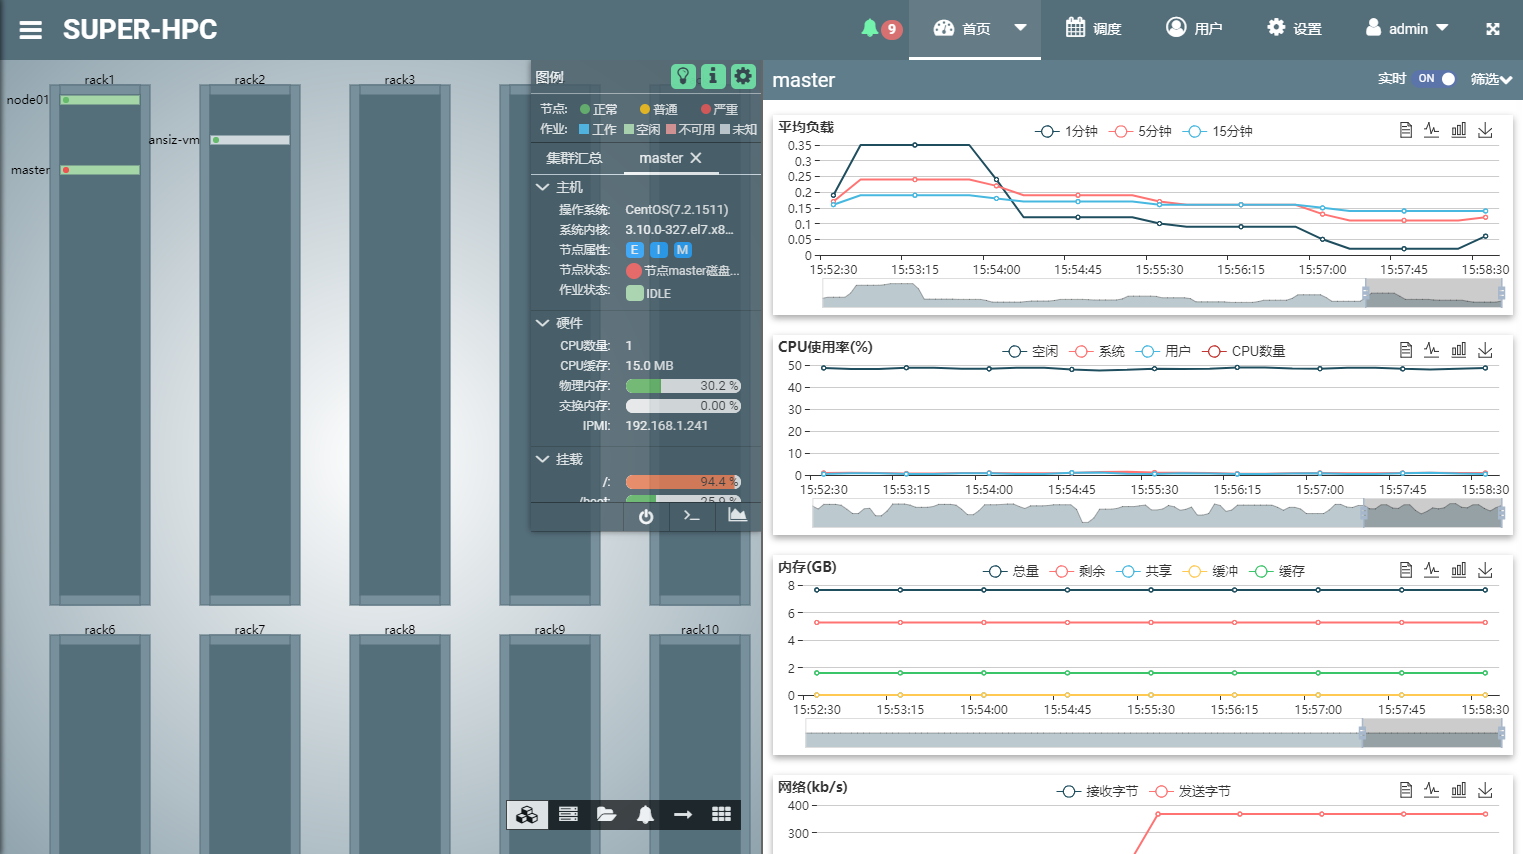 SUPER-HPC
9
首页
调度
用户
设置
admin
rack1
rack2
rack3
node01
ansiz-vm
master
rack6
rack7
rack8
rack9
rack10
图例
节点: 正常 普通 严重
作业: 工作 空闲 不可用 未知
集群汇总 master
主机
操作系统: CentOS(7.2.1511)
系统内核: 3.10.0-327.el7.x8...
节点属性: E I M
节点状态: 节点master磁盘...
作业状态: IDLE
硬件
CPU数量: 1
CPU缓存: 15.0 MB
物理内存: 30.2 %
交换内存: 0.00 %
IPMI: 192.168.1.241
挂载
/: 94.4 %
/boot: 25.9 %
master
实时 ON 筛选
平均负载
1分钟 5分钟 15分钟
0.35
0.3
0.25
0.2
0.15
0.1
0.05
0
15:52:30 15:53:15 15:54:00 15:54:45 15:55:30 15:56:15 15:57:00 15:57:45 15:58:30
CPU使用率(%)
空闲 系统 用户 CPU数量
50
40
30
20
10
0
15:52:30 15:53:15 15:54:00 15:54:45 15:55:30 15:56:15 15:57:00 15:57:45 15:58:30
内存(GB)
总量 剩余 共享 缓冲 缓存
8
6
4
2
0
15:52:30 15:53:15 15:54:00 15:54:45 15:55:30 15:56:15 15:57:00 15:57:45 15:58:30
网络(kb/s)
接收字节 发送字节
400
300